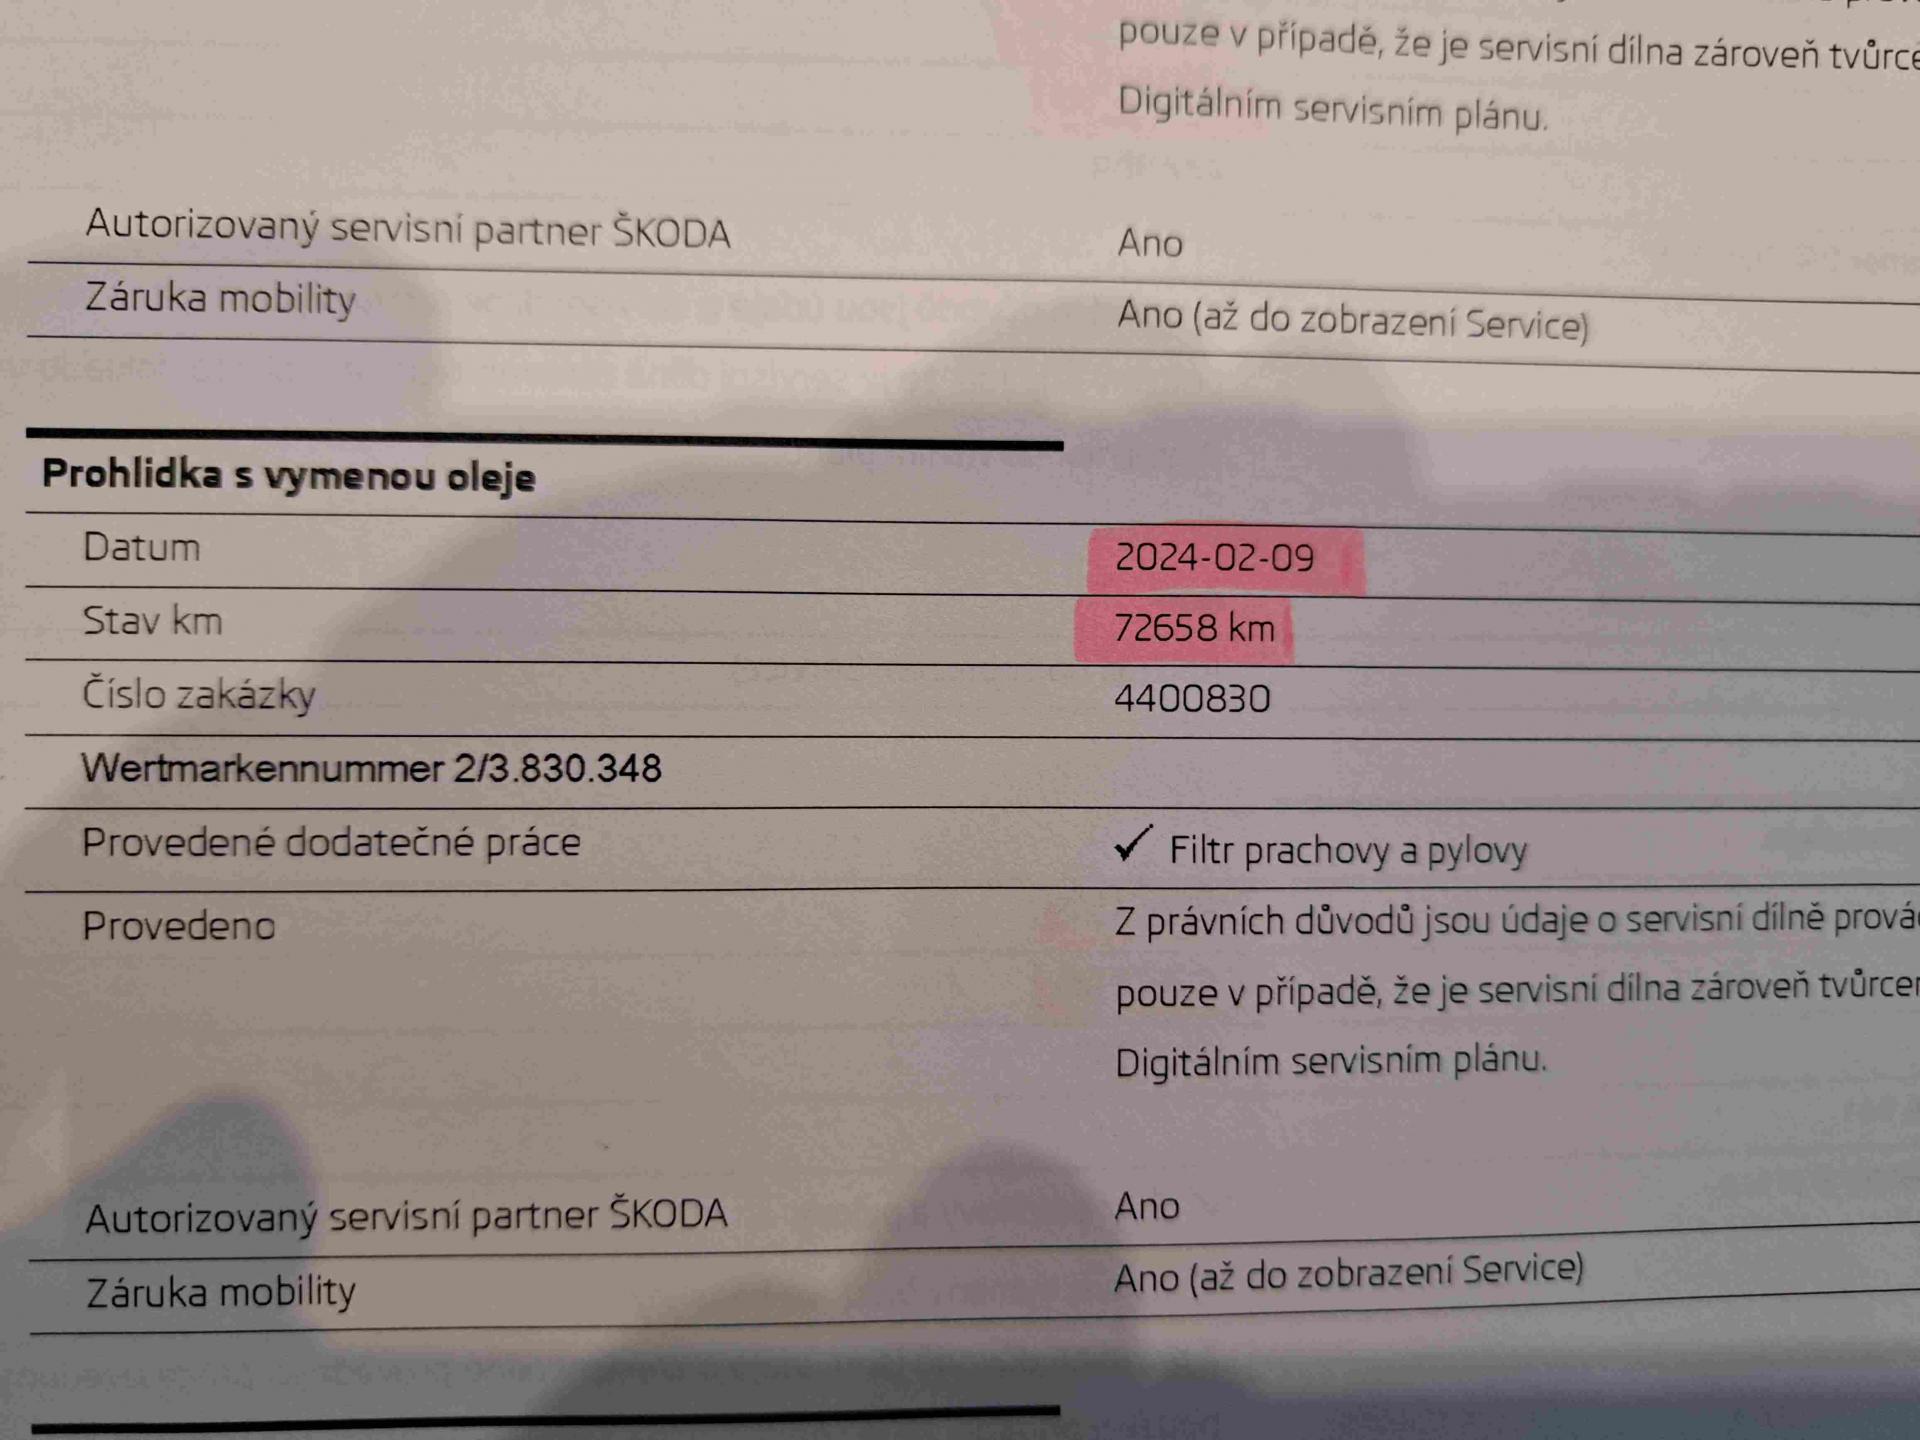 pouze v případě, že je servisní dílna zároveň
Digitálním servisním plánu.
Autorizovaný servisní partner ŠKODA Ano
Záruka mobility Ano (až do zobrazení Service)
Prohlidka s vymenou oleje
Datum 2024-02-09
Stav km 72658 km
Číslo zakázky 4400830
Wertmarkennummer 2/3.830.348
Provedené dodatečné práce ✓ Filtr prachovy a pylovy
Provedeno Z právních důvodů jsou údaje o servisní dílně
pouze v případě, že je servisní dílna zároveň
Digitálním servisním plánu.
Autorizovaný servisní partner ŠKODA Ano
Záruka mobility Ano (až do zobrazení Service)